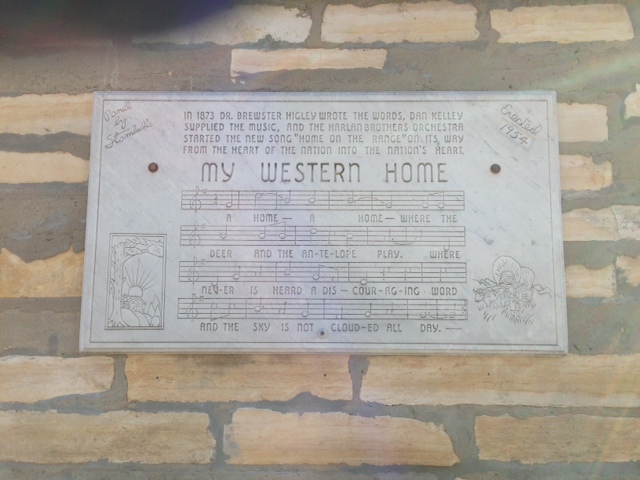 IN 1873 DR. BREWSTER HIGLEY WROTE THE WORDS, DAN KELLEY
SUPPLIED THE MUSIC, AND THE HARLAN BROTHERS ORCHESTRA
STARTED THE NEW SONG "HOME ON THE RANGE" ON ITS WAY
FROM THE HEART OF THE NATION INTO THE NATION'S HEART.
Erected
1954
MY WESTERN HOME
A HOME — A HOME — WHERE THE
DEER AND THE AN-TE-LOPE PLAY. WHERE
NEV-ER IS HEARD A DIS — COUR-AG-ING WORD
AND THE SKY IS NOT CLOUD-ED ALL DAY. —